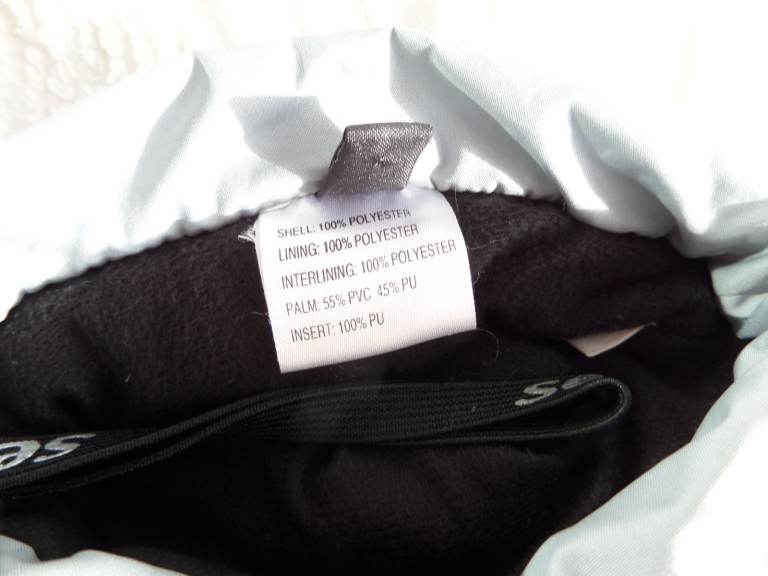 SHELL: 100% POLYESTER
LINING: 100% POLYESTER
INTERLINING: 100% POLYESTER
PALM: 55% PVC 45% PU
INSERT: 100% PU